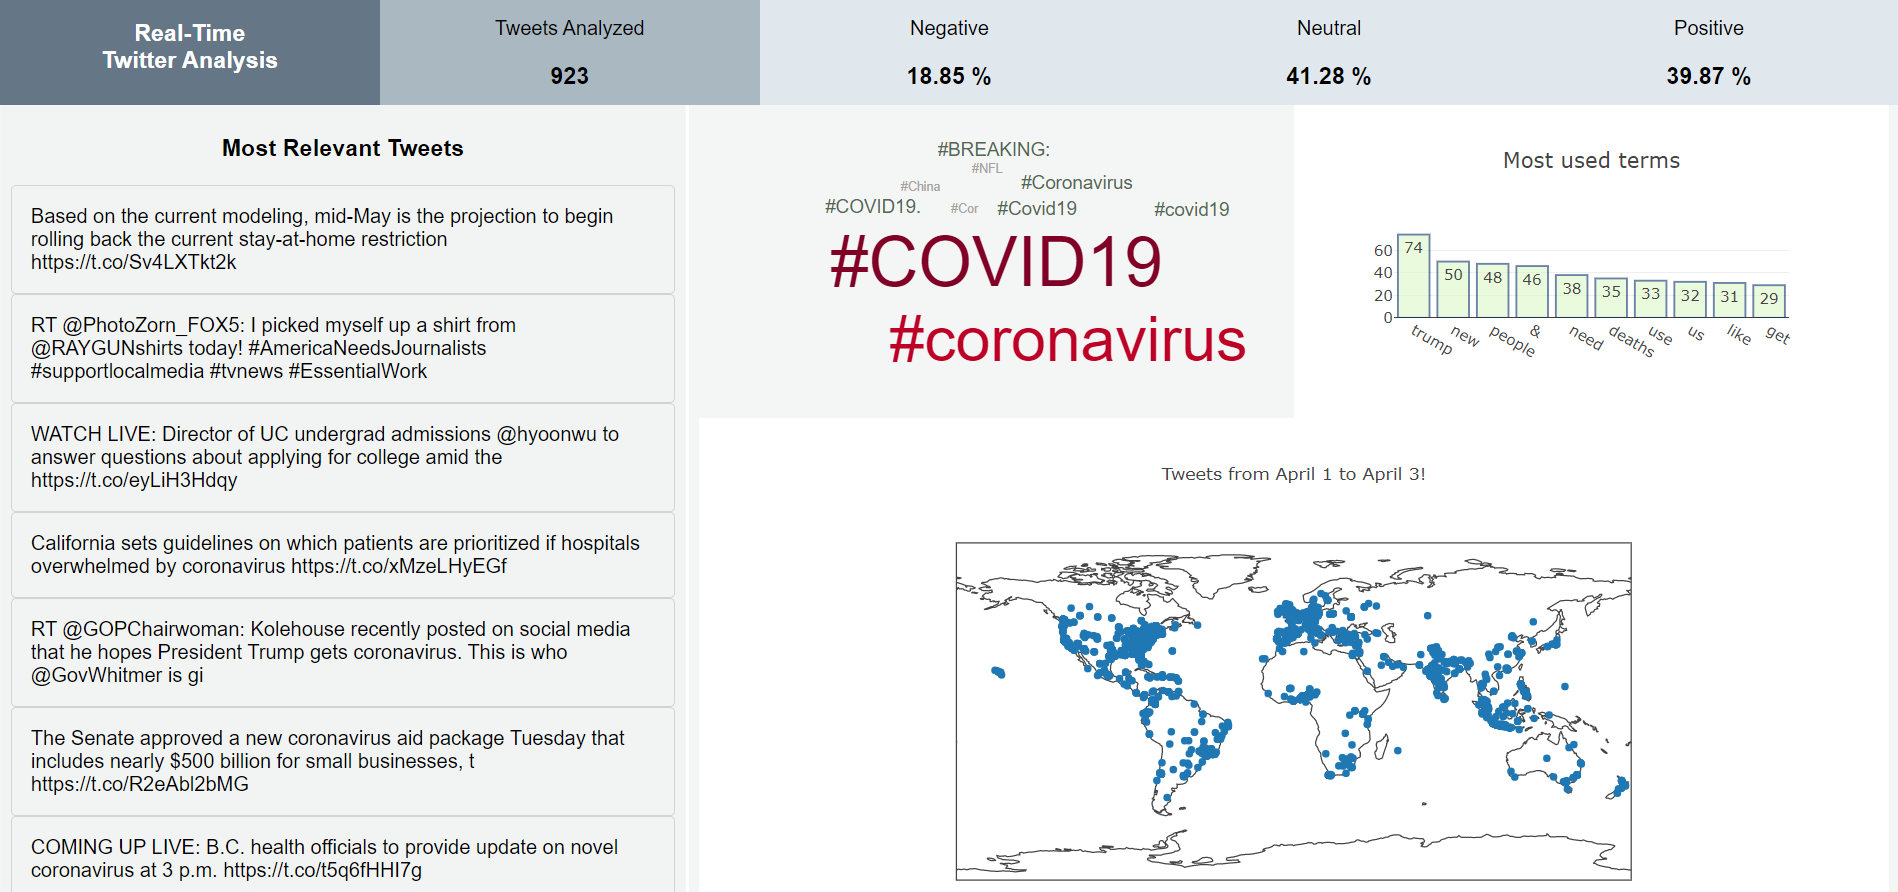 Real-Time
Twitter Analysis
Tweets Analyzed
923
Negative
18.85 %
Neutral
41.28 %
Positive
39.87 %
Most Relevant Tweets
Based on the current modeling, mid-May is the projection to begin
rolling back the current stay-at-home restriction
https://t.co/Sv4LXTkt2k
RT @PhotoZorn_FOX5: I picked myself up a shirt from
@RAYGUNshirts today! #AmericaNeedsJournalists
#supportlocalmedia #tvnews #EssentialWork
WATCH LIVE: Director of UC undergrad admissions @hyoonwu to
answer questions about applying for college amid the
https://t.co/eyLiH3Hdqy
California sets guidelines on which patients are prioritized if hospitals
overwhelmed by coronavirus https://t.co/xMzeLHyEGf
RT @GOPChairwoman: Kolehouse recently posted on social media
that he hopes President Trump gets coronavirus. This is who
@GovWhitmer is gi
The Senate approved a new coronavirus aid package Tuesday that
includes nearly $500 billion for small businesses, t
https://t.co/R2eAbl2bMG
COMING UP LIVE: B.C. health officials to provide update on novel
coronavirus at 3 p.m. https://t.co/t5q6fHHI7g
#BREAKING:
#NFL
#China
#Coronavirus
#COVID19.
#Cor
#Covid19
#covid19
#COVID19
#coronavirus
Most used terms
60
40
20
0
74
50
48
46
38
35
33
32
31
29
trump
new
people
&
need
deaths
use
us
like
get
Tweets from April 1 to April 3!